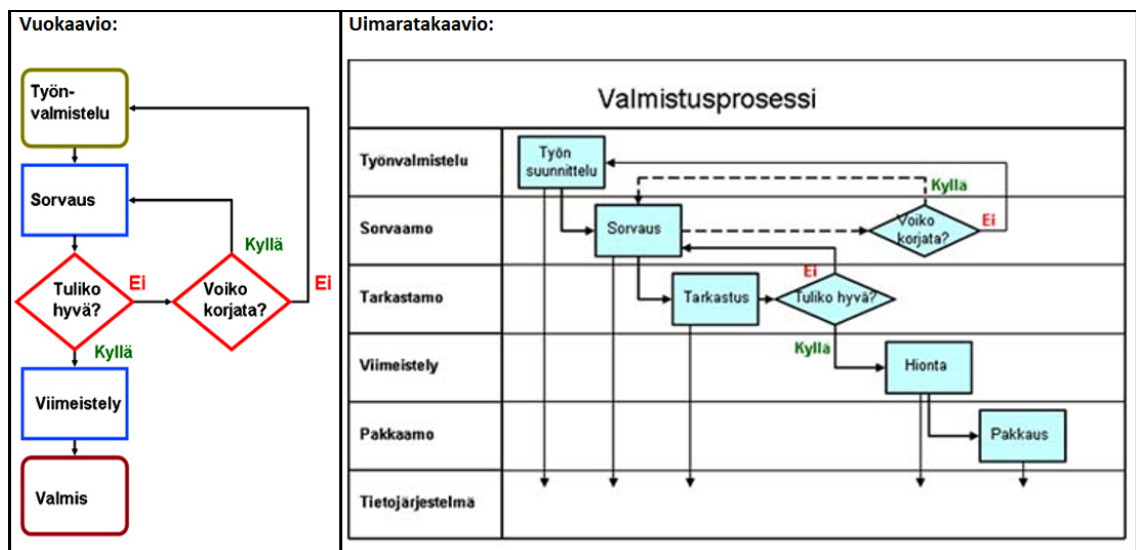 Vuokaavio:
Työn-
valmistelu
Sorvaus
Kyllä
Tuliko
hyvä?
Ei
Voiko
korjata?
Ei
Kyllä
Viimeistely
Valmis
Uimaratakaavio:
Valmistusprosessi
Työnvalmistelu
Työn
suunnittelu
Kyllä
Sorvaamo
Sorvaus
Voiko
korjata?
Ei
Ei
Tarkastamo
Tarkastus
Tuliko hyvä?
Kyllä
Viimeistely
Hionta
Pakkaamo
Pakkaus
Tietojärjestelmä